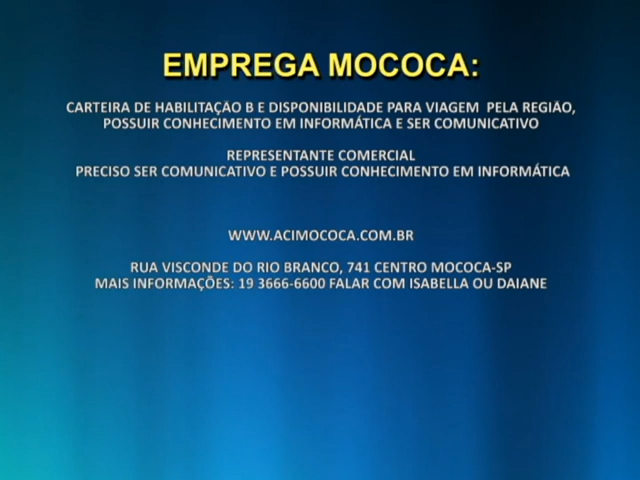 EMPREGA MOCOCA:
CARTEIRA DE HABILITAÇÃO B E DISPONIBILIDADE PARA VIAGEM PELA REGIÃO,
POSSUIR CONHECIMENTO EM INFORMÁTICA E SER COMUNICATIVO
REPRESENTANTE COMERCIAL
PRECISO SER COMUNICATIVO E POSSUIR CONHECIMENTO EM INFORMÁTICA
WWW.ACIMOCOCA.COM.BR
RUA VISCONDE DO RIO BRANCO, 741 CENTRO MOCOCA-SP
MAIS INFORMAÇÕES: 19 3666-6600 FALAR COM ISABELLA OU DAIANE